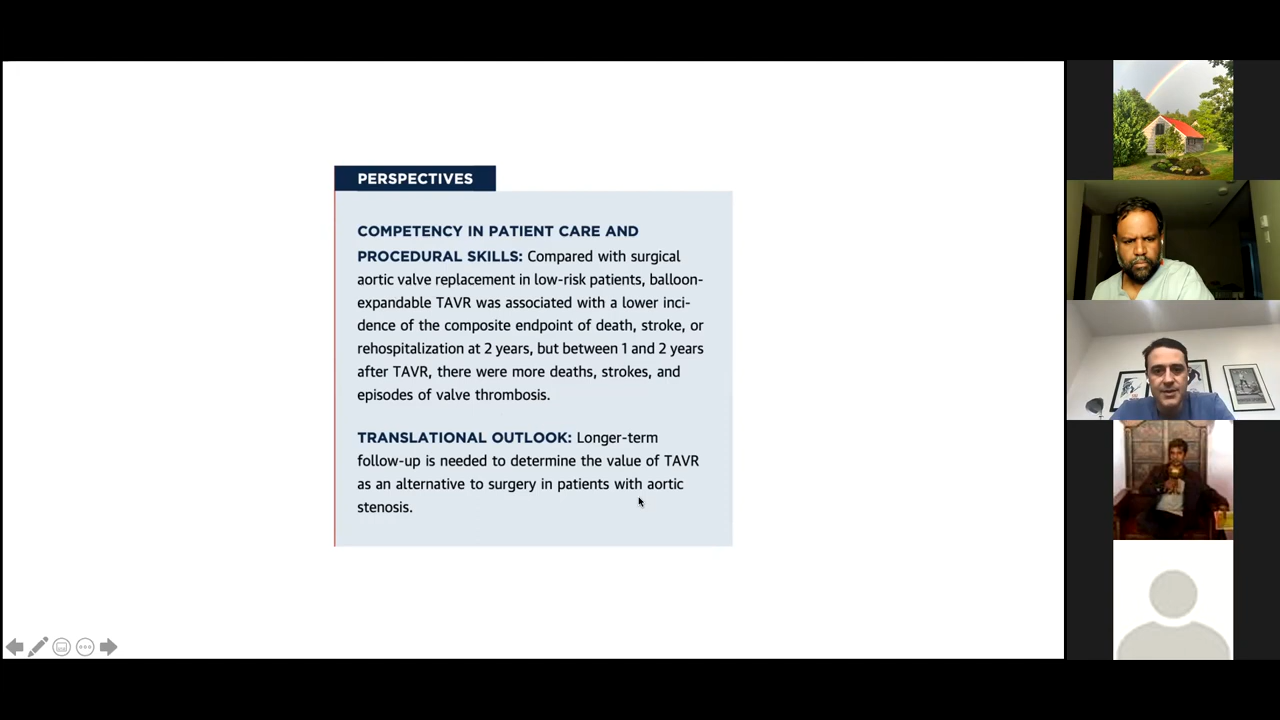 PERSPECTIVES
COMPETENCY IN PATIENT CARE AND
PROCEDURAL SKILLS: Compared with surgical
aortic valve replacement in low-risk patients, balloon-
expandable TAVR was associated with a lower inci-
dence of the composite endpoint of death, stroke, or
rehospitalization at 2 years, but between 1 and 2 years
after TAVR, there were more deaths, strokes, and
episodes of valve thrombosis.
TRANSLATIONAL OUTLOOK: Longer-term
follow-up is needed to determine the value of TAVR
as an alternative to surgery in patients with aortic
stenosis.